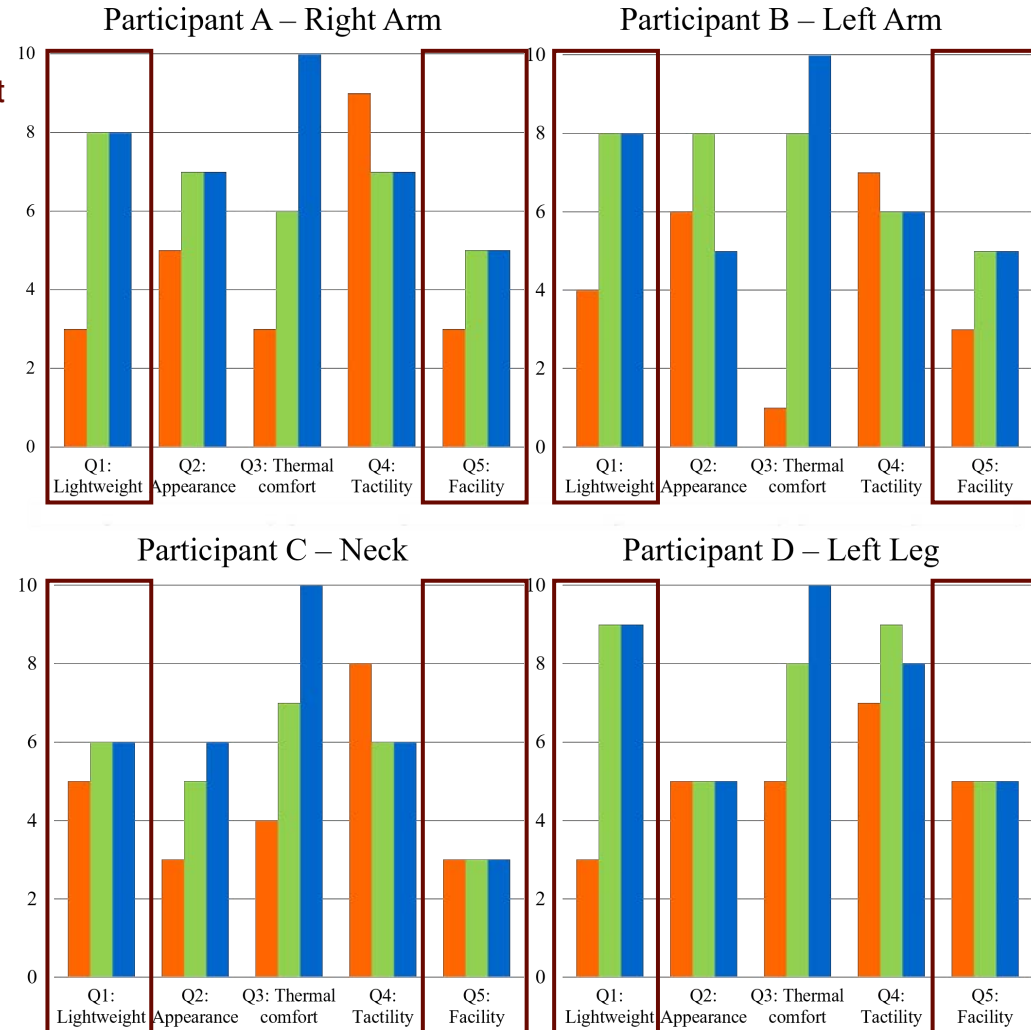 Participant A – Right Arm
10
8
6
4
2
0
Q1: Lightweight
Q2: Appearance
Q3: Thermal comfort
Q4: Tactility
Q5: Facility
Participant B – Left Arm
10
8
6
4
2
0
Q1: Lightweight
Q2: Appearance
Q3: Thermal comfort
Q4: Tactility
Q5: Facility
Participant C – Neck
10
8
6
4
2
0
Q1: Lightweight
Q2: Appearance
Q3: Thermal comfort
Q4: Tactility
Q5: Facility
Participant D – Left Leg
10
8
6
4
2
0
Q1: Lightweight
Q2: Appearance
Q3: Thermal comfort
Q4: Tactility
Q5: Facility